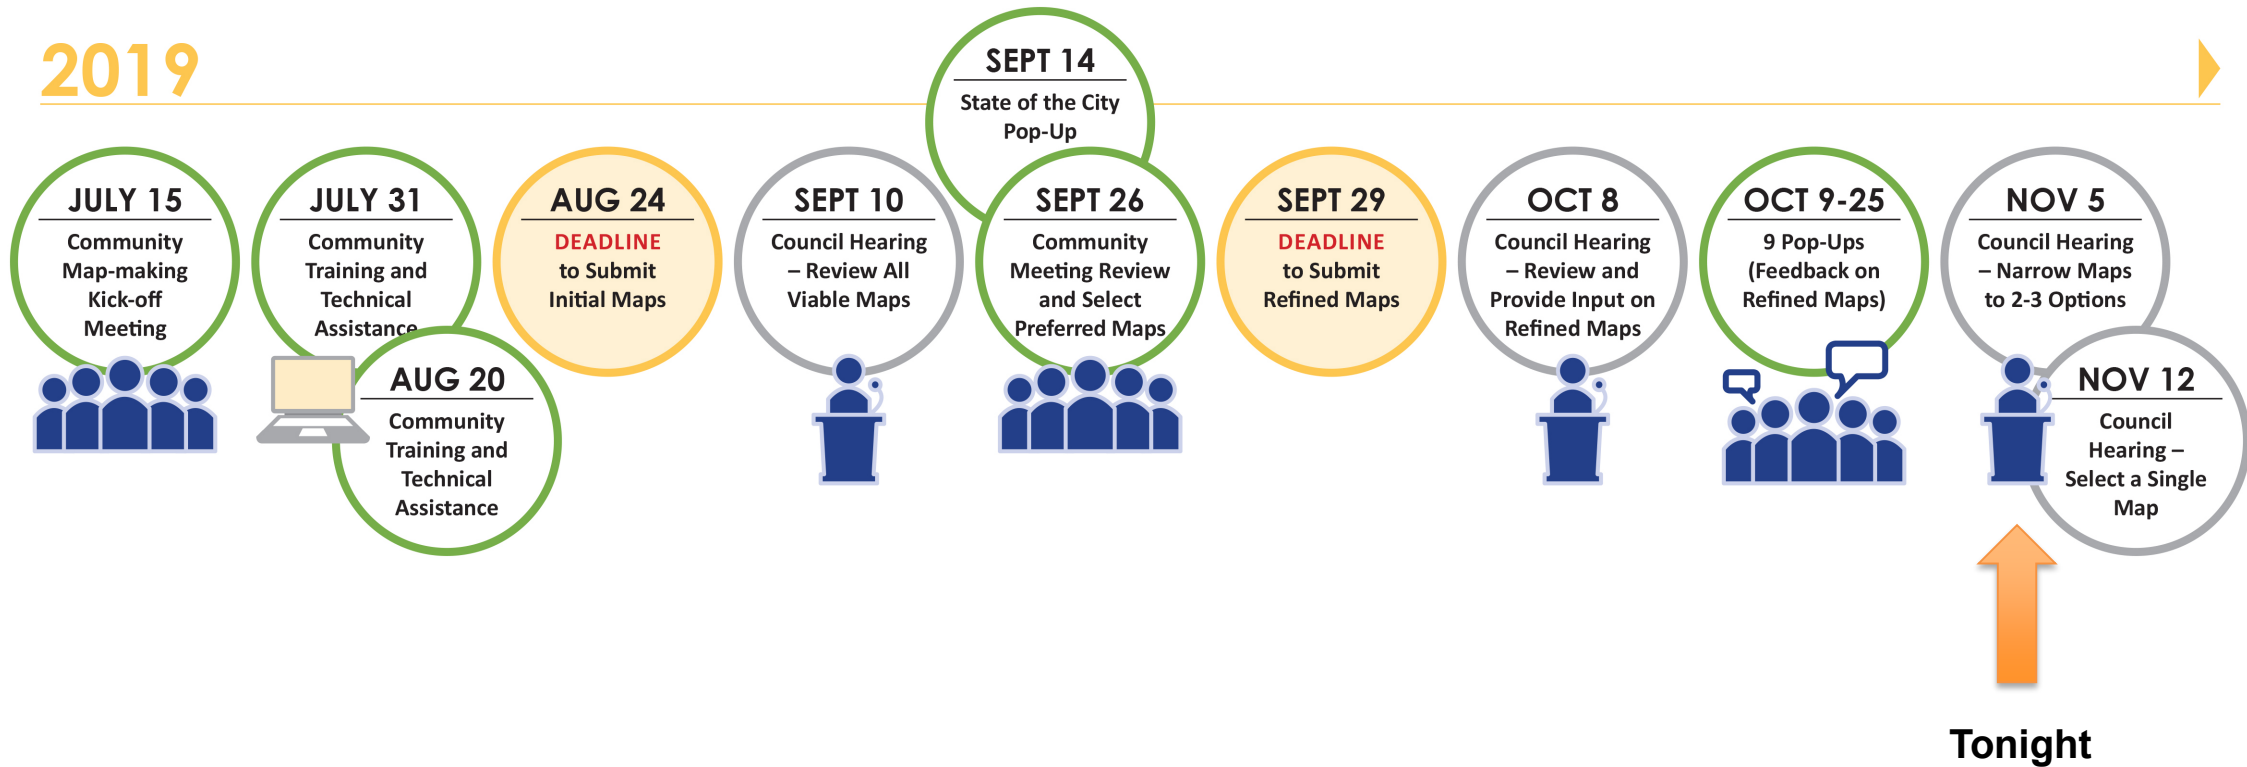 2019
SEPT 14
State of the City
Pop-Up
JULY 15
Community
Map-making
Kick-off
Meeting
JULY 31
Community
Training and
Technical
Assistance
AUG 20
Community
Training and
Technical
Assistance
AUG 24
DEADLINE
to Submit
Initial Maps
SEPT 10
Council Hearing
– Review All
Viable Maps
SEPT 26
Community
Meeting Review
and Select
Preferred Maps
SEPT 29
DEADLINE
to Submit
Refined Maps
OCT 8
Council Hearing
– Review and
Provide Input on
Refined Maps
OCT 9-25
9 Pop-Ups
(Feedback on
Refined Maps)
NOV 5
Council Hearing
– Narrow Maps
to 2-3 Options
NOV 12
Council
Hearing –
Select a Single
Map
Tonight